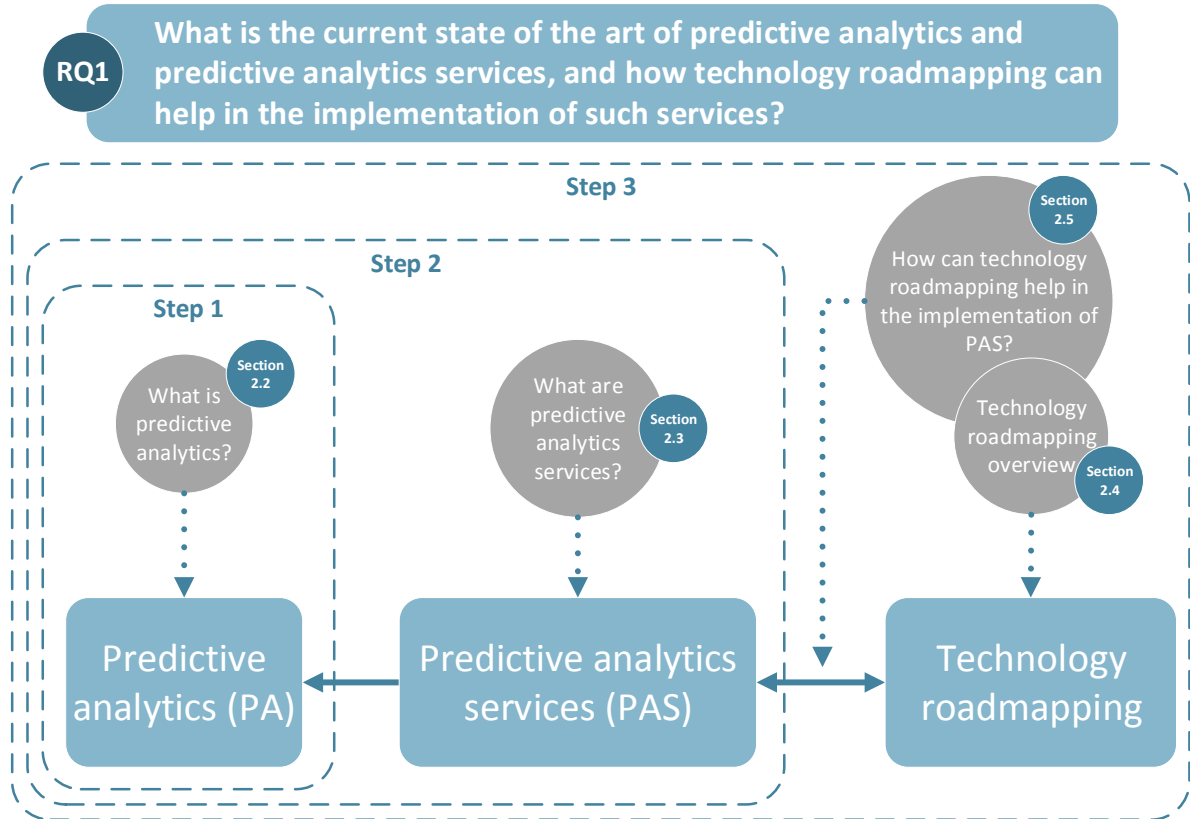 RQ1
What is the current state of the art of predictive analytics and
predictive analytics services, and how technology roadmapping can
help in the implementation of such services?
Step 3
Step 2
Step 1
Section
2.5
How can technology
roadmapping help in
the implementation of
PAS?
Section
2.2
What is
predictive
analytics?
What are
predictive
analytics
services?
Section
2.3
Technology
roadmapping
overview
Section
2.4
Predictive
analytics (PA)
Predictive analytics
services (PAS)
Technology
roadmapping